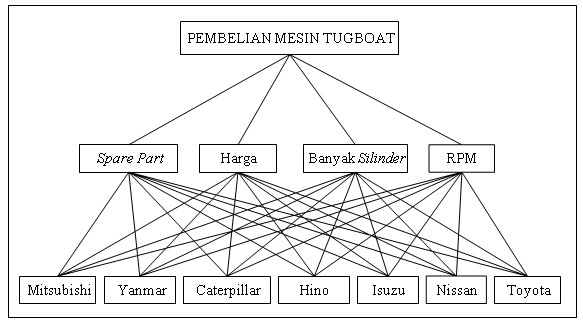 PEMBELIAN MESIN TUGBOAT
Spare Part Harga Banyak Silinder RPM
Mitsubishi Yanmar Caterpillar Hino Isuzu Nissan Toyota